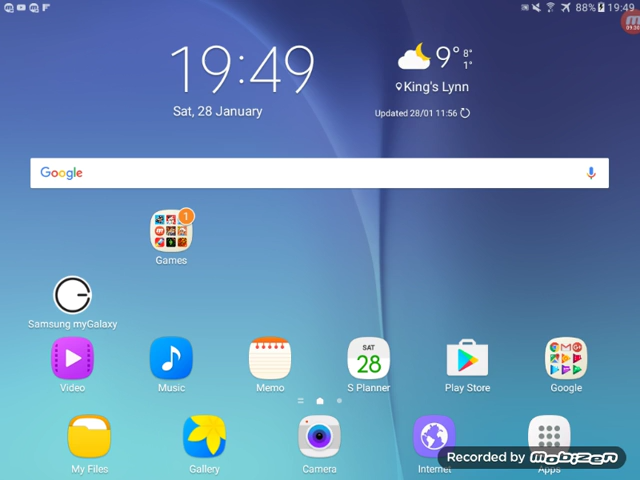 88% 19:49
19:49
Sat, 28 January
9° 8°
1°
King's Lynn
Updated 28/01 11:56
Google
1
Games
Samsung myGalaxy
SAT
28
Video
Music
Memo
S Planner
Play Store
Google
My Files
Gallery
Camera
Internet
Apps
Recorded by mobizen